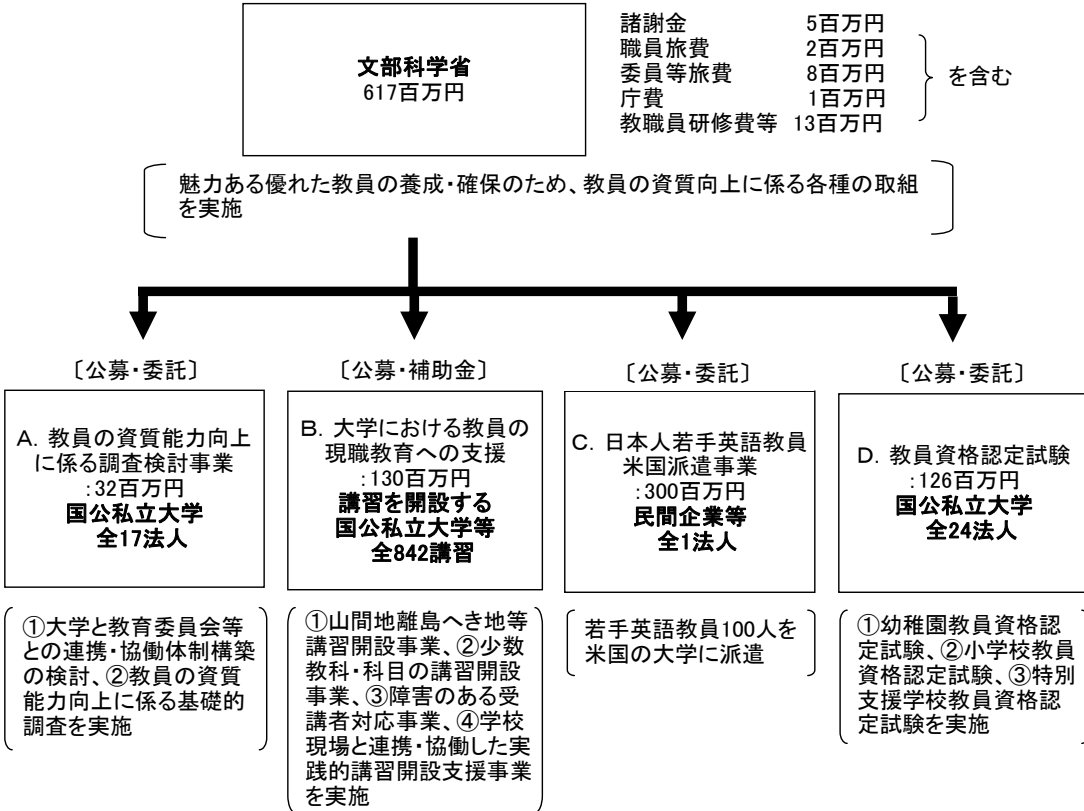 文部科学省
617百万円
諸謝金 5百万円
職員旅費 2百万円
委員等旅費 8百万円
庁費 1百万円
教職員研修費等 13百万円
を含む
魅力ある優れた教員の養成・確保のため、教員の資質向上に係る各種の取組
を実施
〔公募・委託〕
A. 教員の資質能力向上
に係る調査検討事業
:32百万円
国公私立大学
全17法人
①大学と教育委員会等
との連携・協働体制構築
の検討、②教員の資質
能力向上に係る基礎的
調査を実施
〔公募・補助金〕
B. 大学における教員の
現職教育への支援
:130百万円
講習を開設する
国公私立大学等
全842講習
①山間地離島へき地等
講習開設事業、②少数
教科・科目の講習開設
事業、③障害のある受
講者対応事業、④学校
現場と連携・協働した実
践的講習開設支援事業
を実施
〔公募・委託〕
C. 日本人若手英語教員
米国派遣事業
:300百万円
民間企業等
全1法人
若手英語教員100人を
米国の大学に派遣
〔公募・委託〕
D. 教員資格認定試験
:126百万円
国公私立大学
全24法人
①幼稚園教員資格認
定試験、②小学校教員
資格認定試験、③特別
支援学校教員資格認
定試験を実施